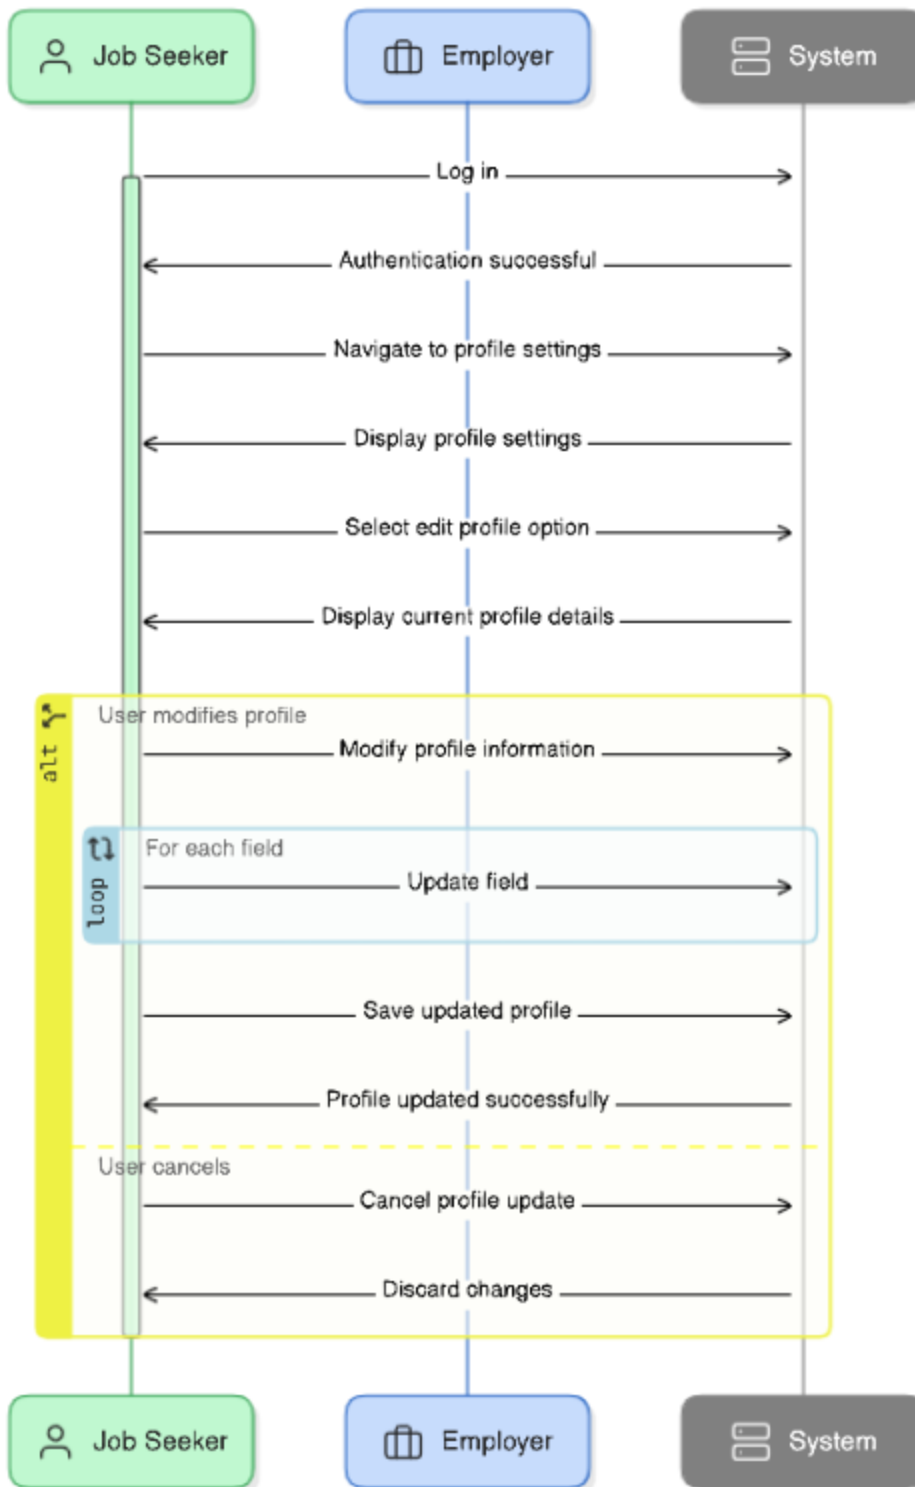 Job Seeker
Employer
System
Log in
Authentication successful
Navigate to profile settings
Display profile settings
Select edit profile option
Display current profile details
alt
User modifies profile
Modify profile information
loop
For each field
Update field
Save updated profile
Profile updated successfully
User cancels
Cancel profile update
Discard changes
Job Seeker
Employer
System